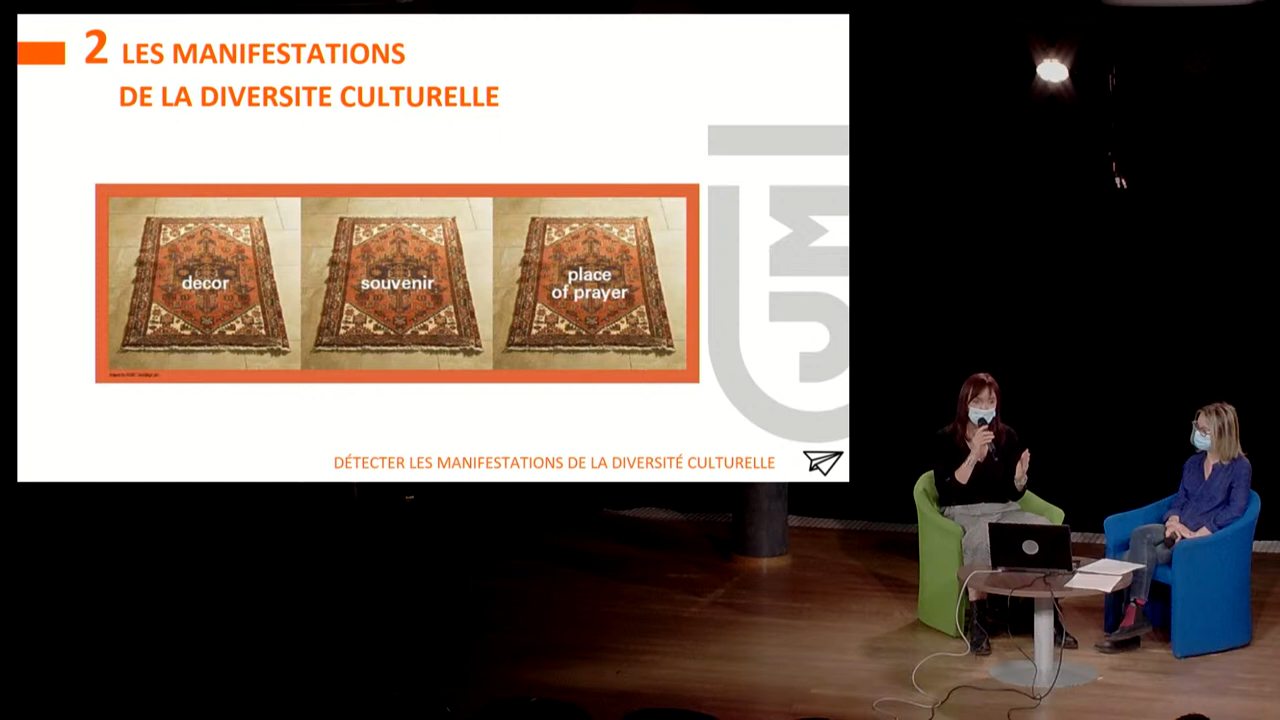 2 LES MANIFESTATIONS
DE LA DIVERSITE CULTURELLE
decor
souvenir
place
of prayer
DÉTECTER LES MANIFESTATIONS DE LA DIVERSITÉ CULTURELLE